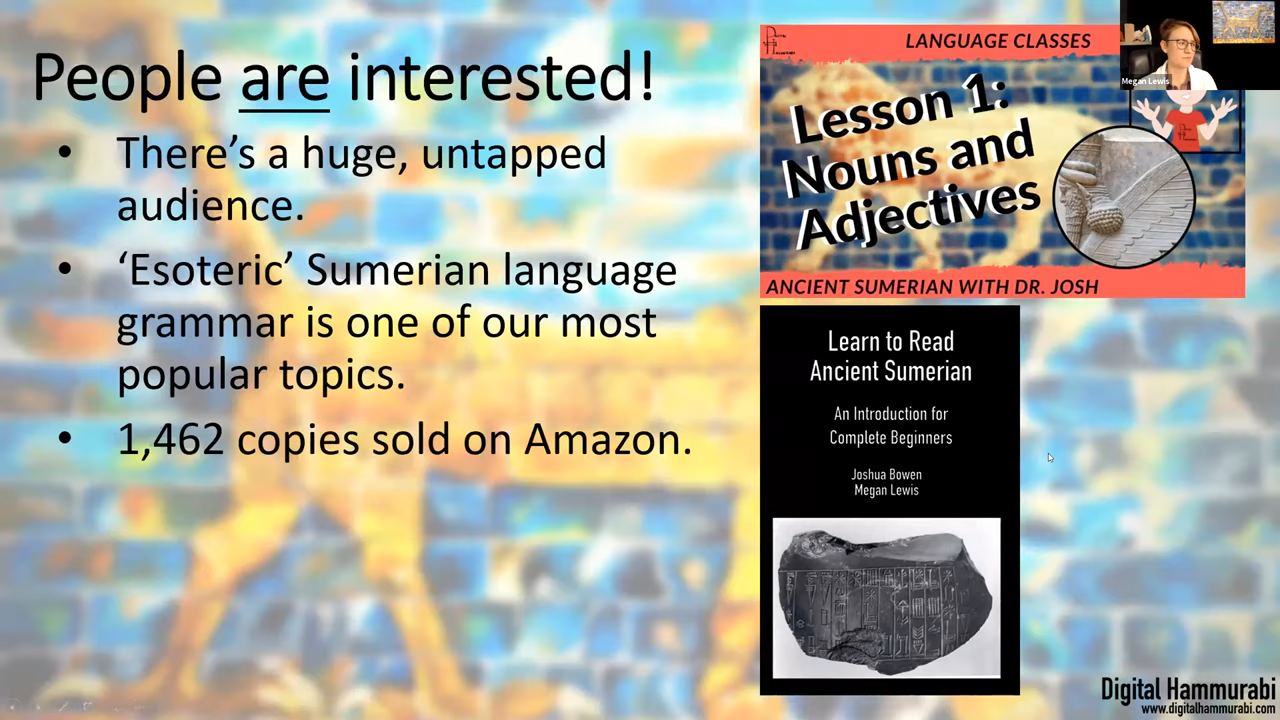 People are interested!
• There’s a huge, untapped
audience.
• ‘Esoteric’ Sumerian language
grammar is one of our most
popular topics.
• 1,462 copies sold on Amazon.
LANGUAGE CLASSES
Lesson 1:
Nouns and
Adjectives
ANCIENT SUMERIAN WITH DR. JOSH
Megan Lewis
Learn to Read
Ancient Sumerian
An Introduction for
Complete Beginners
Joshua Bowen
Megan Lewis
Digital Hammurabi
www.digitalhammurabi.com